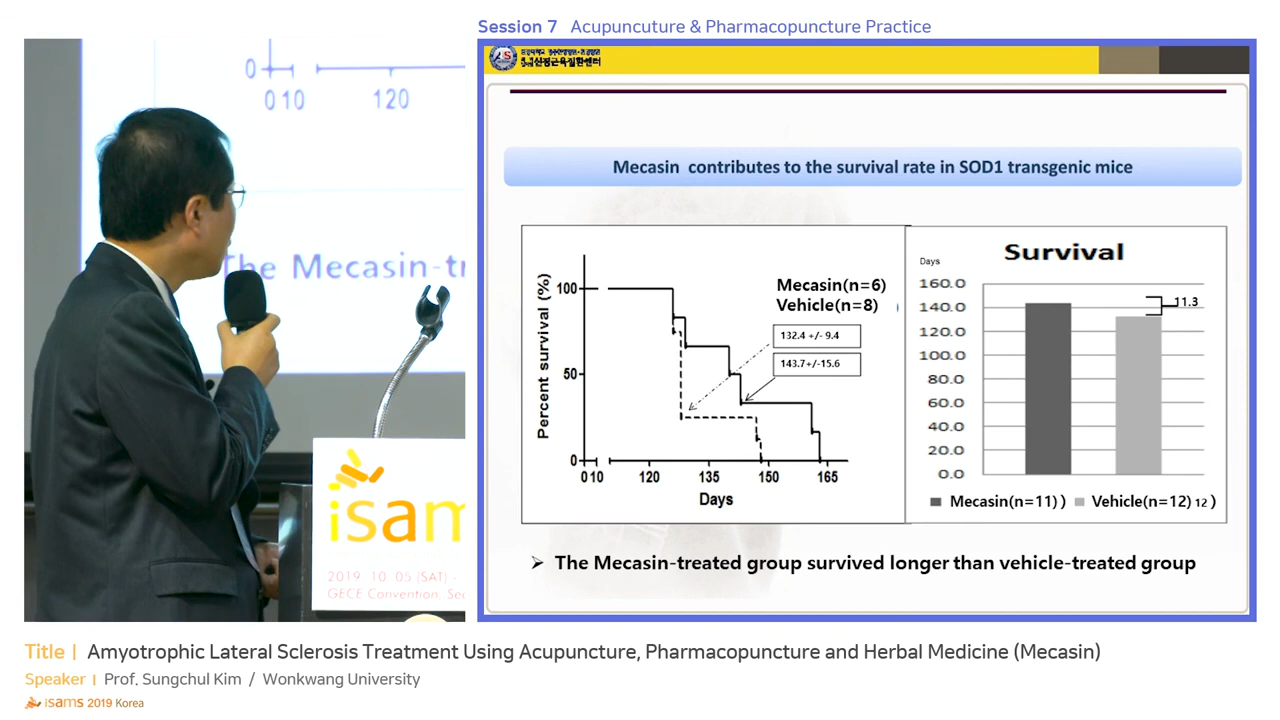 Session 7 Acupuncuture & Pharmacopuncture Practice
0
0 10 120
The Mecasin-tr
isam
2019. 10. 05 (SAT) -
GECE Convention, Se
Mecasin contributes to the survival rate in SOD1 transgenic mice
Percent survival (%)
100
50
0
0 10 120 135 150 165
Days
Mecasin(n=6)
Vehicle(n=8)
132.4 +/- 9.4
143.7+/-15.6
Survival
Days
160.0
140.0
120.0
100.0
80.0
60.0
40.0
20.0
0.0
11.3
Mecasin(n=11) ) Vehicle(n=12) 12 )
➢ The Mecasin-treated group survived longer than vehicle-treated group
Title | Amyotrophic Lateral Sclerosis Treatment Using Acupuncture, Pharmacopuncture and Herbal Medicine (Mecasin)
Speaker | Prof. Sungchul Kim / Wonkwang University
isams 2019 Korea